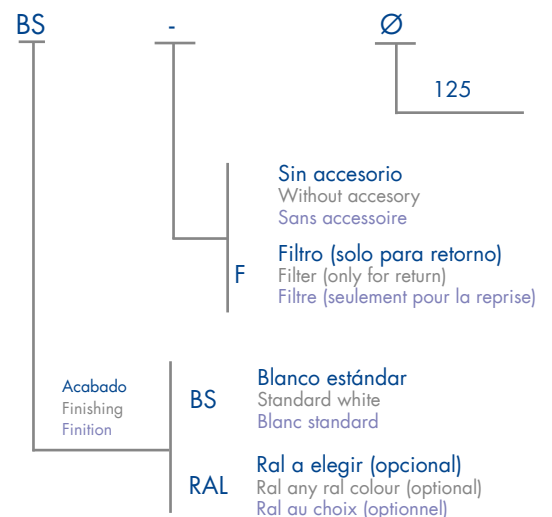 BS - Ø
125
Sin accesorio
Without accesory
Sans accessoire
F
Filtro (solo para retorno)
Filter (only for return)
Filtre (seulement pour la reprise)
Acabado
Finishing
Finition
BS
Blanco estándar
Standard white
Blanc standard
RAL
Ral a elegir (opcional)
Ral any ral colour (optional)
Ral au choix (optionnel)